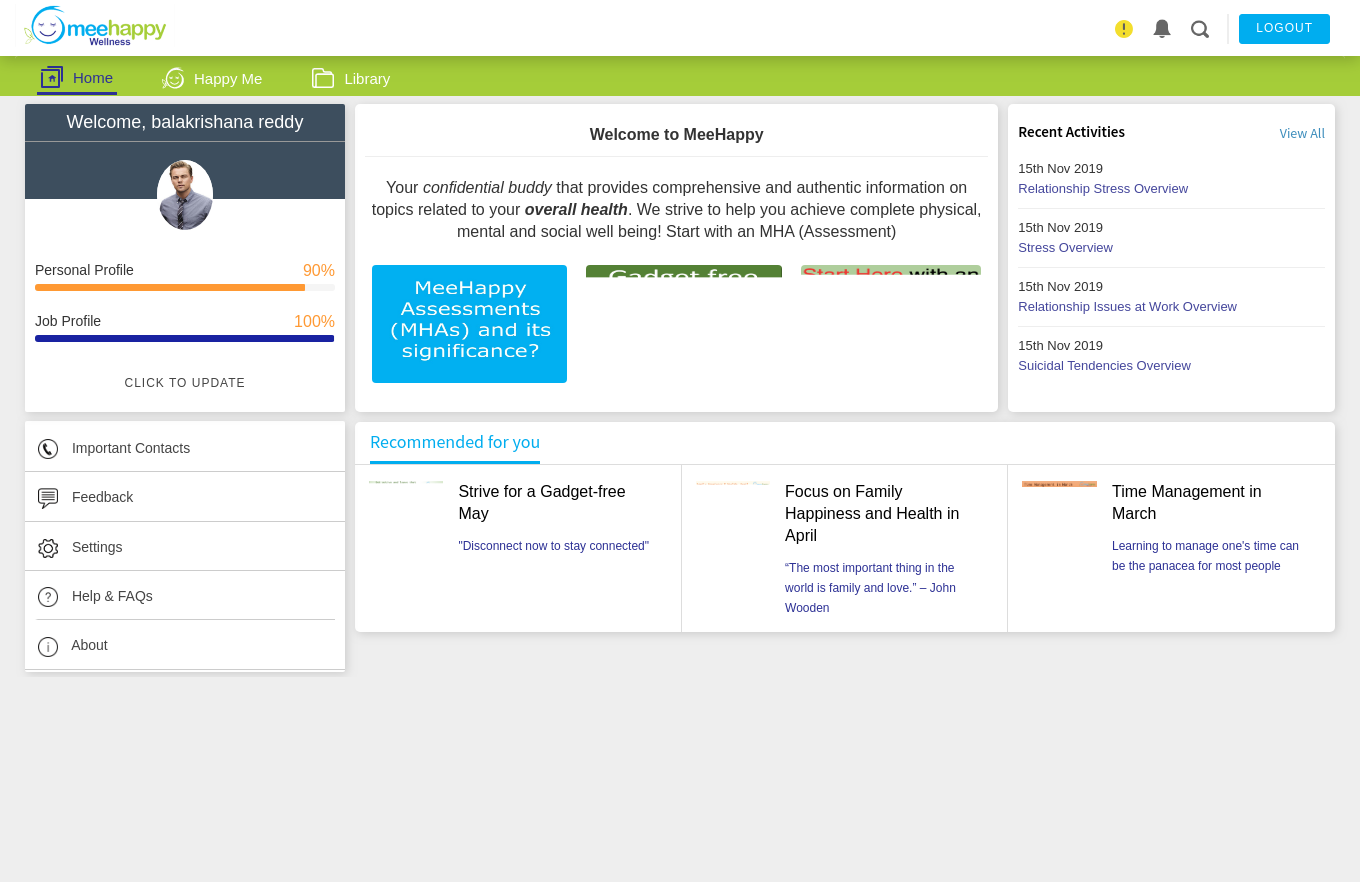 meehappy
Wellness
LOGOUT
Home
Happy Me
Library
Welcome, balakrishana reddy
Personal Profile 90%
Job Profile 100%
CLICK TO UPDATE
Important Contacts
Feedback
Settings
Help & FAQs
About
Welcome to MeeHappy
Your confidential buddy that provides comprehensive and authentic information on
topics related to your overall health. We strive to help you achieve complete physical,
mental and social well being! Start with an MHA (Assessment)
MeeHappy
Assessments
(MHAs) and its
significance?
Gadget free
Start Here with an
Recent Activities View All
15th Nov 2019
Relationship Stress Overview
15th Nov 2019
Stress Overview
15th Nov 2019
Relationship Issues at Work Overview
15th Nov 2019
Suicidal Tendencies Overview
Recommended for you
Strive for a Gadget-free
May
"Disconnect now to stay connected"
Focus on Family
Happiness and Health in
April
“The most important thing in the
world is family and love.” – John
Wooden
Time Management in March
Time Management in
March
Learning to manage one's time can
be the panacea for most people